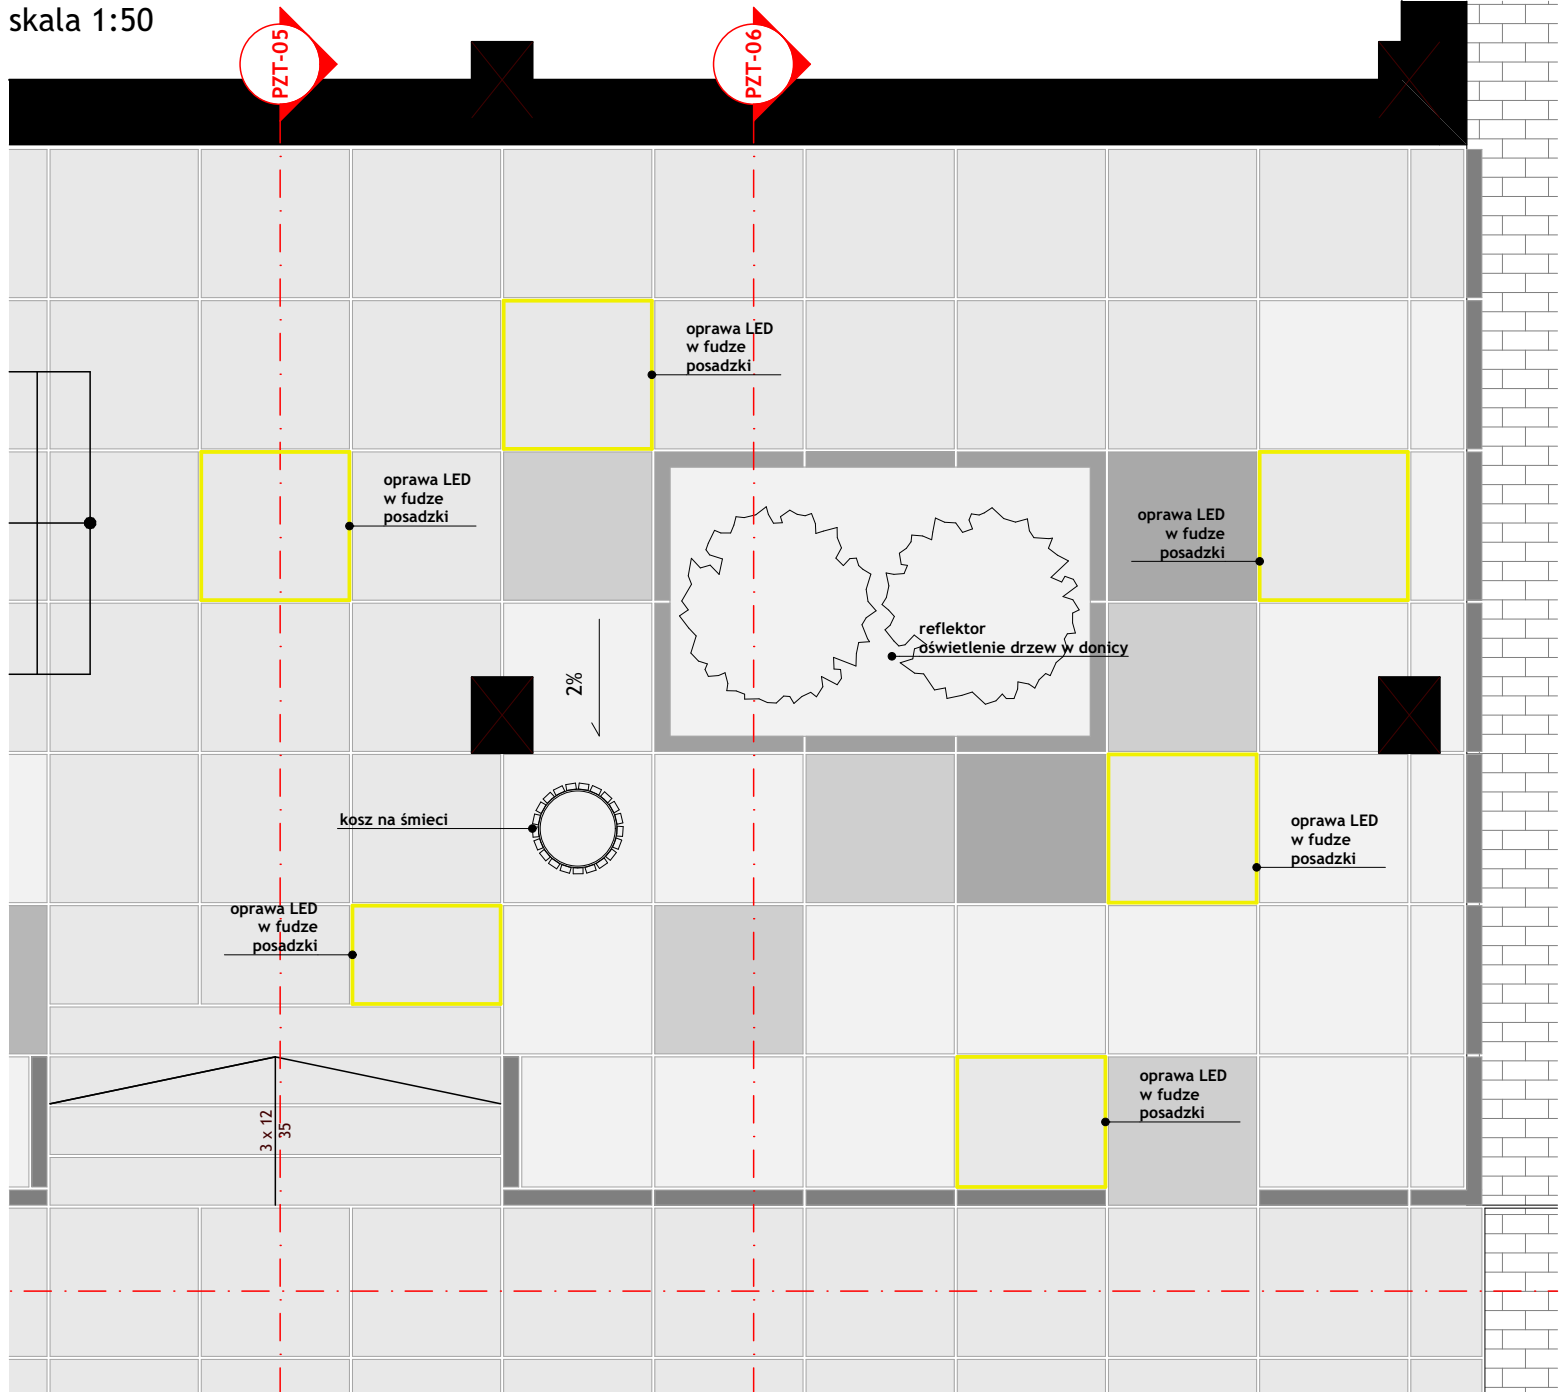 skala 1:50
PZT-05
PZT-06
oprawa LED
w fudze
posadzki
oprawa LED
w fudze
posadzki
oprawa LED
w fudze
posadzki
reflektor
oświetlenie drzew w donicy
2%
kosz na śmieci
oprawa LED
w fudze
posadzki
oprawa LED
w fudze
posadzki
oprawa LED
w fudze
posadzki
3 x 12
35